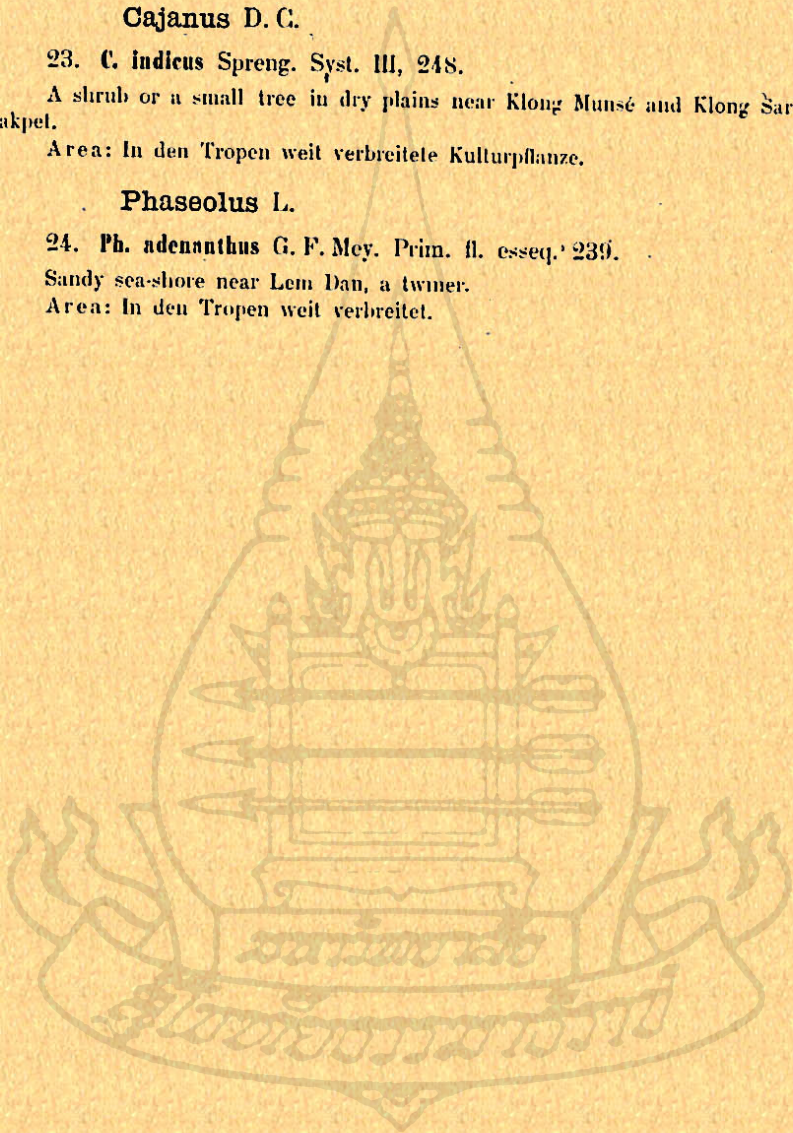 Cajanus D. C.
23. C. indicus Spreng. Syst. III, 248.
A shrub or a small tree in dry plains near Klong Munsé and Klong Sar
akpet.
Area: In den Tropen weit verbreitete Kulturpflanze.
Phaseolus L.
24. Ph. adenanthus G. F. Mey. Prim. fl. esseq. 239.
Sandy sea-shore near Lem Dan, a twiner.
Area: In den Tropen weit verbreitet.